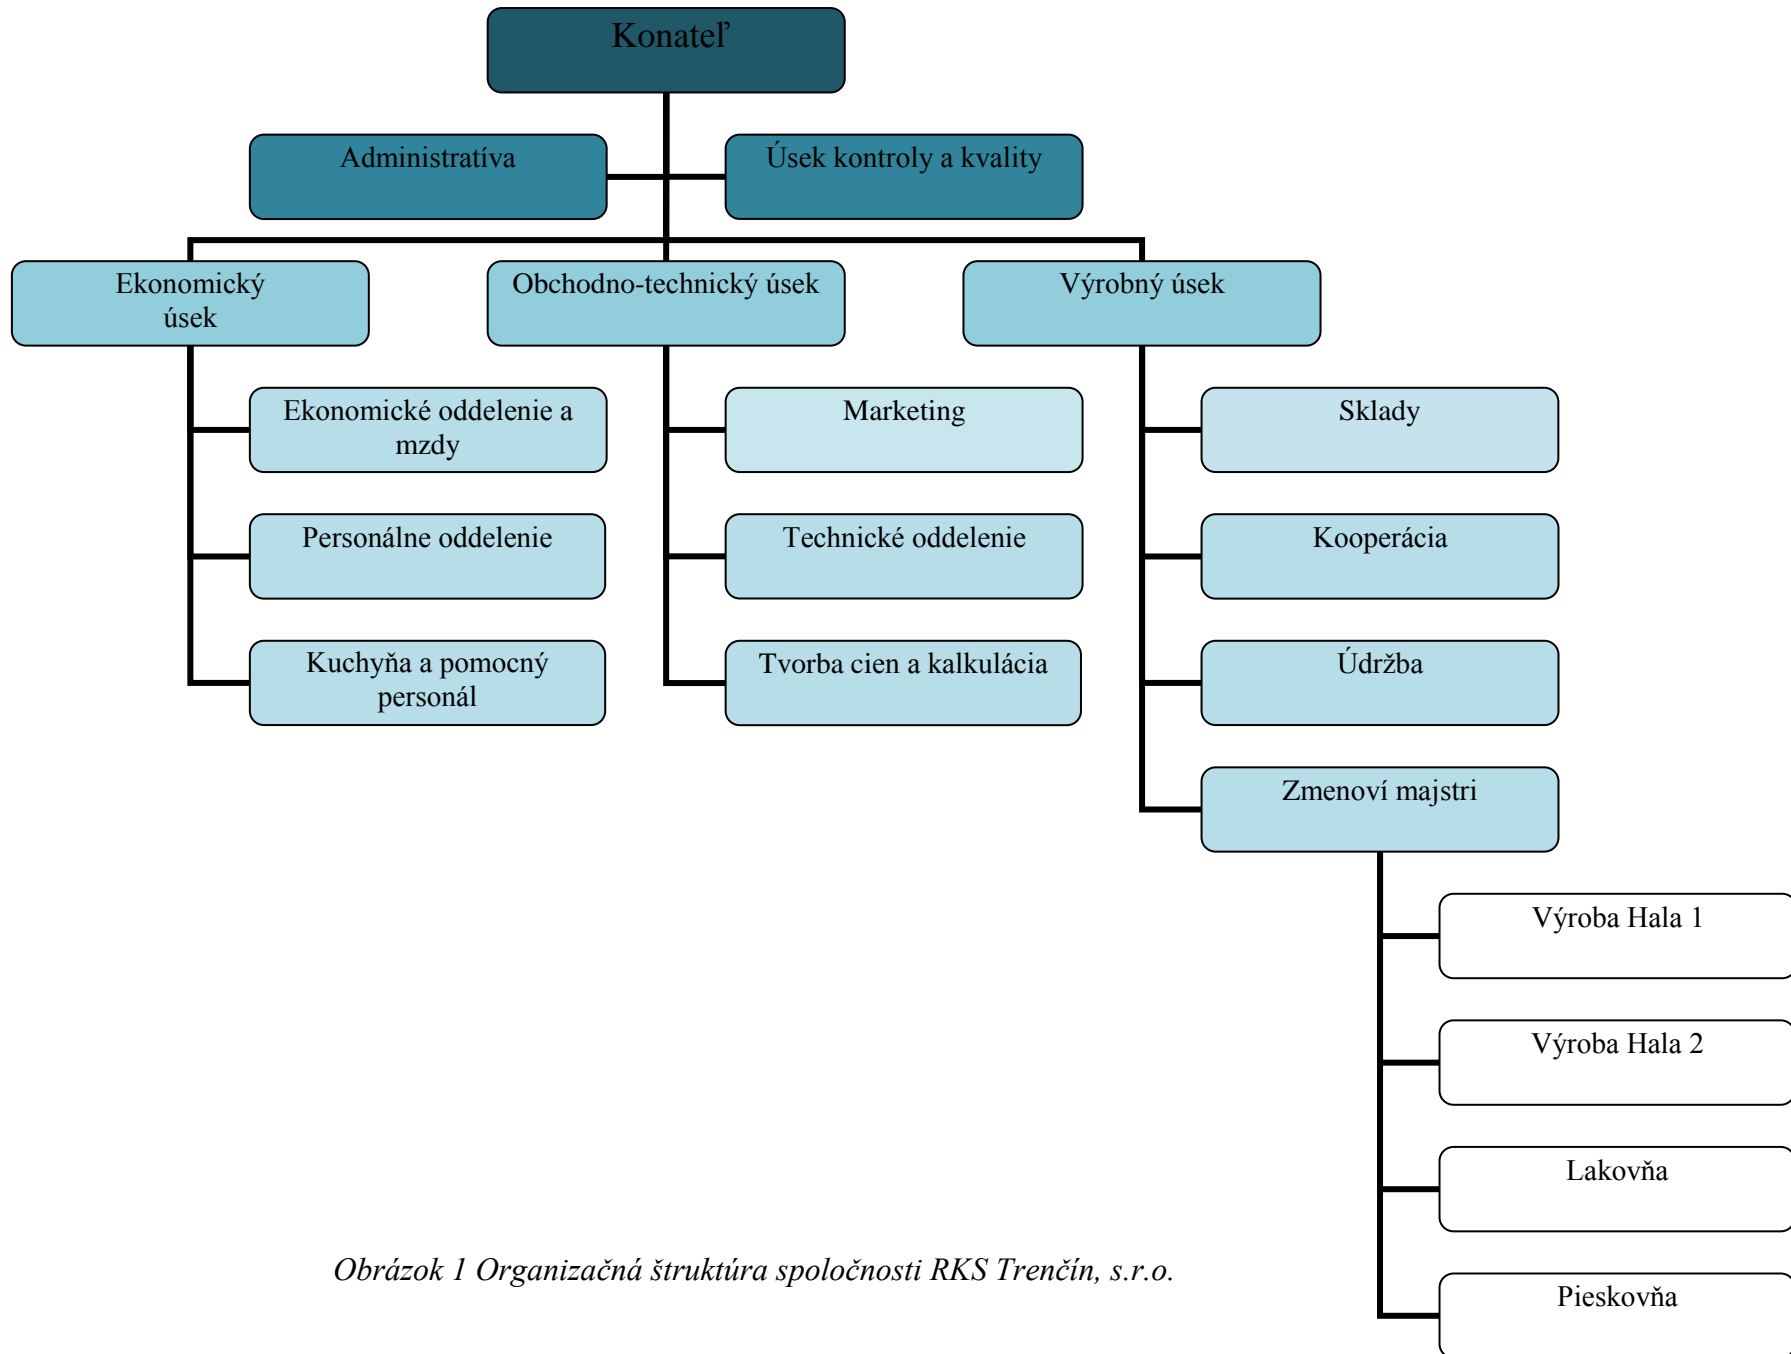 Konateľ
Administratíva
Úsek kontroly a kvality
Ekonomický
úsek
Obchodno-technický úsek
Výrobný úsek
Ekonomické oddelenie a
mzdy
Marketing
Sklady
Personálne oddelenie
Technické oddelenie
Kooperácia
Kuchyňa a pomocný
personál
Tvorba cien a kalkulácia
Údržba
Zmenoví majstri
Výroba Hala 1
Výroba Hala 2
Lakovňa
Obrázok 1 Organizačná štruktúra spoločnosti RKS Trenčín, s.r.o.
Pieskovňa